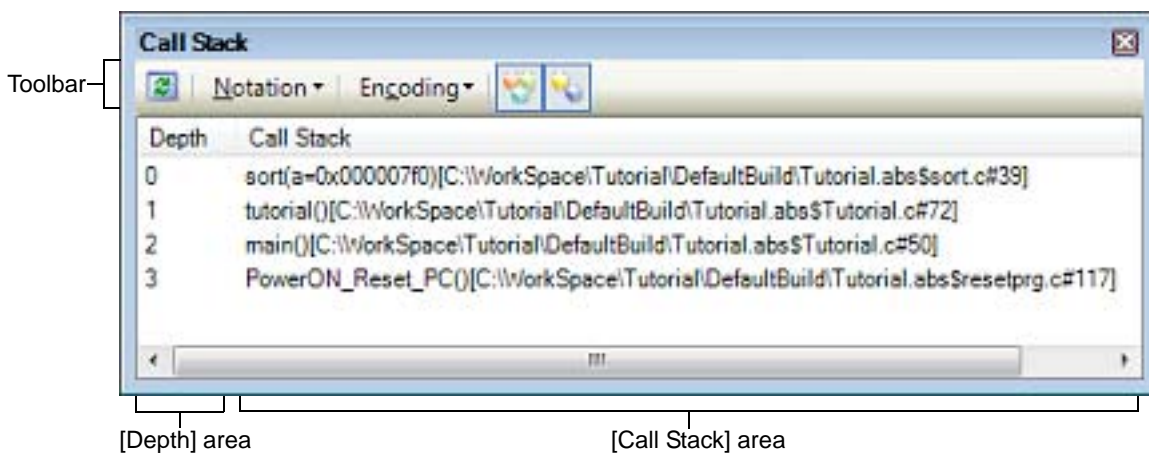 Call Stack
Toolbar
Notation Encoding
Depth Call Stack
0 sort(a=0x000007f0)[C:\WorkSpace\Tutorial\DefaultBuild\Tutorial.abs$sort.c#39]
1 tutorial()[C:\WorkSpace\Tutorial\DefaultBuild\Tutorial.abs$Tutorial.c#72]
2 main()[C:\WorkSpace\Tutorial\DefaultBuild\Tutorial.abs$Tutorial.c#50]
3 PowerON_Reset_PC()[C:\WorkSpace\Tutorial\DefaultBuild\Tutorial.abs$resetprg.c#117]
[Depth] area [Call Stack] area